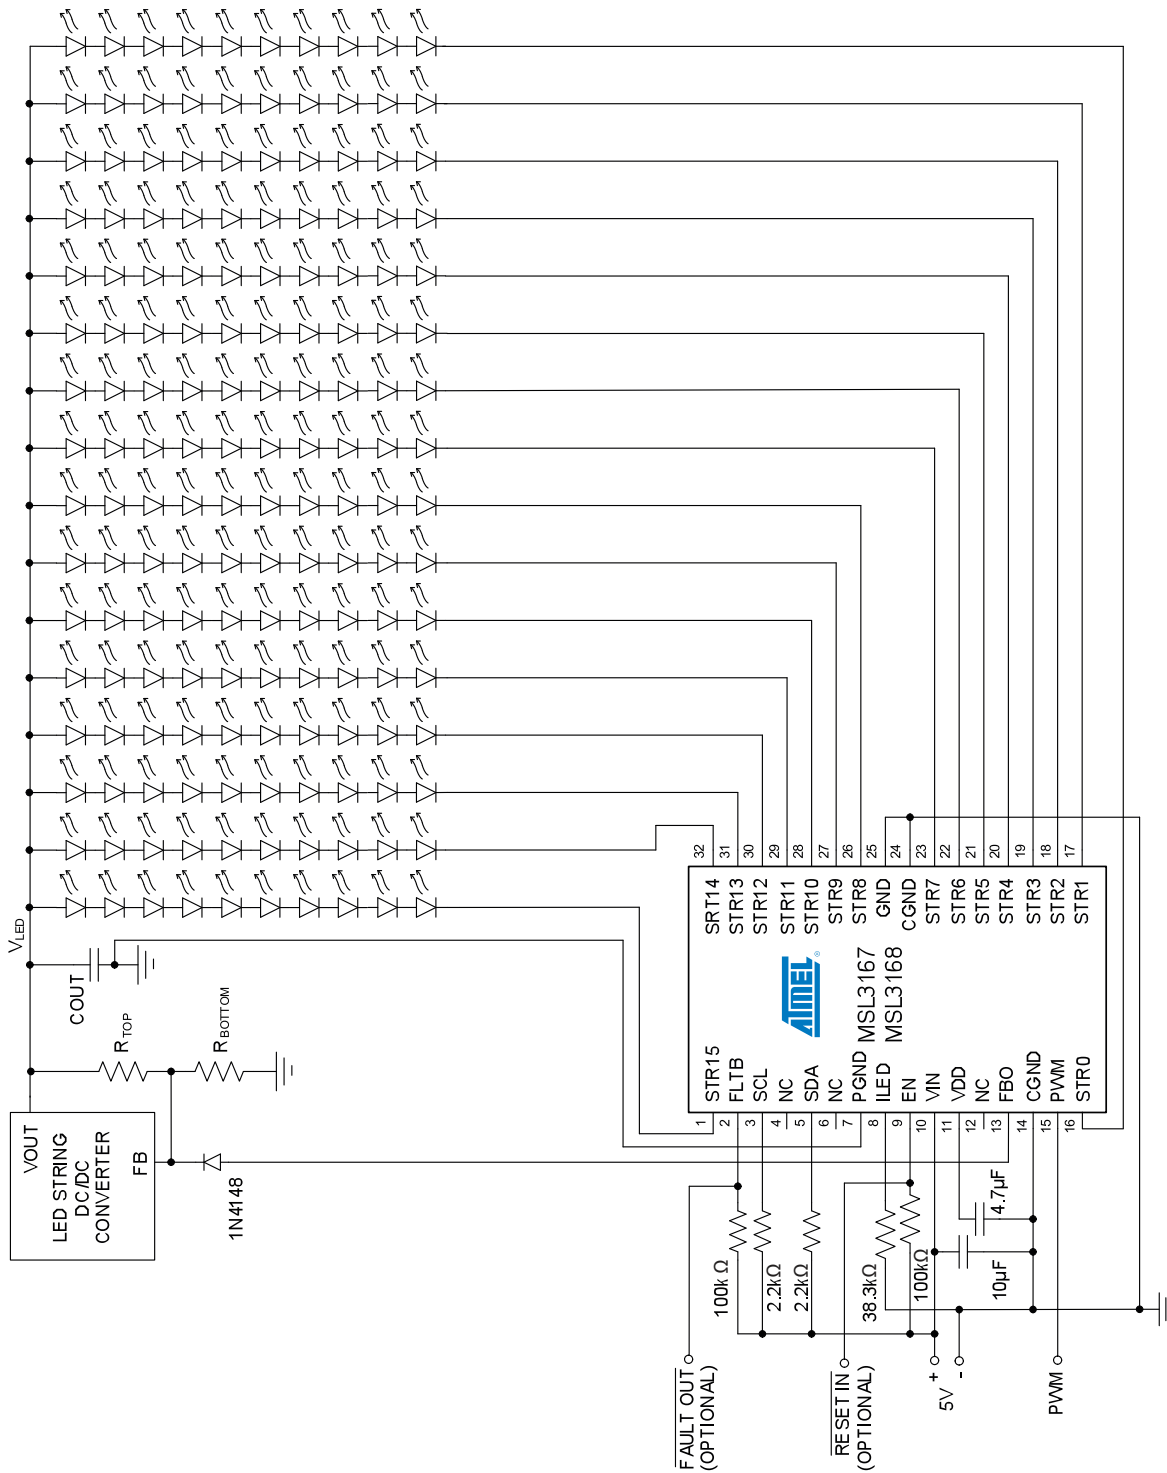 V_LED
COUT
R_TOP
R_BOTTOM
VOUT
LED STRING
DC/DC
CONVERTER
FB
1N4148
32
31
30
29
28
27
26
25
24
23
22
21
20
19
18
17
SRT14
STR13
STR12
STR11
STR10
STR9
STR8
GND
CGND
STR7
STR6
STR5
STR4
STR3
STR2
STR1
ATMEL ®
MSL3167
MSL3168
STR15
FLTB
SCL
NC
SDA
NC
PGND
ILED
EN
VIN
VDD
NC
FBO
CGND
PWM
STR0
1
2
3
4
5
6
7
8
9
10
11
12
13
14
15
16
100k Ω
2.2kΩ
2.2kΩ
38.3kΩ
100kΩ
10µF
4.7µF
FAULT OUT
(OPTIONAL)
RESET IN
(OPTIONAL)
5V
+
-
PWM